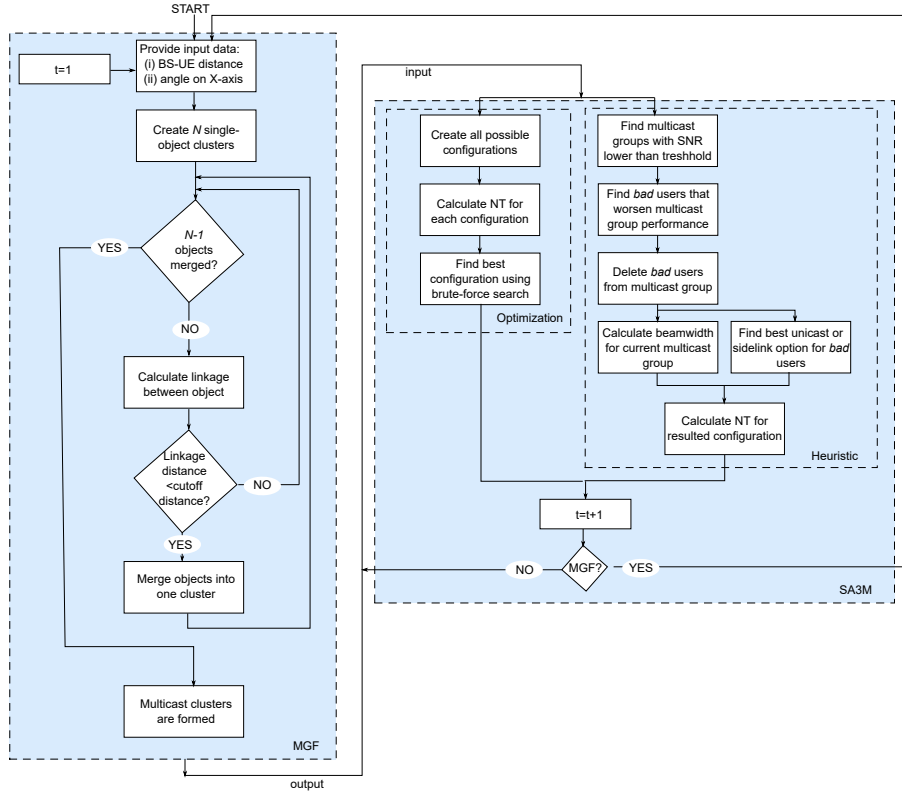 START
Provide input data:
(i) BS-UE distance
(ii) angle on X-axis
t=1
Create N single-
object clusters
N-1
objects
merged?
YES
NO
Calculate linkage
between object
Linkage
distance
<cutoff
distance?
NO
YES
Merge objects into
one cluster
Multicast clusters
are formed
MGF
output
input
Create all possible
configurations
Calculate NT for
each configuration
Find best
configuration using
brute-force search
Optimization
Find multicast
groups with SNR
lower than treshhold
Find bad users that
worsen multicast
group performance
Delete bad users
from multicast group
Calculate beamwidth
for current multicast
group
Find best unicast or
sidelink option for bad
users
Calculate NT for
resulted configuration
Heuristic
t=t+1
MGF?
NO
YES
SA3M